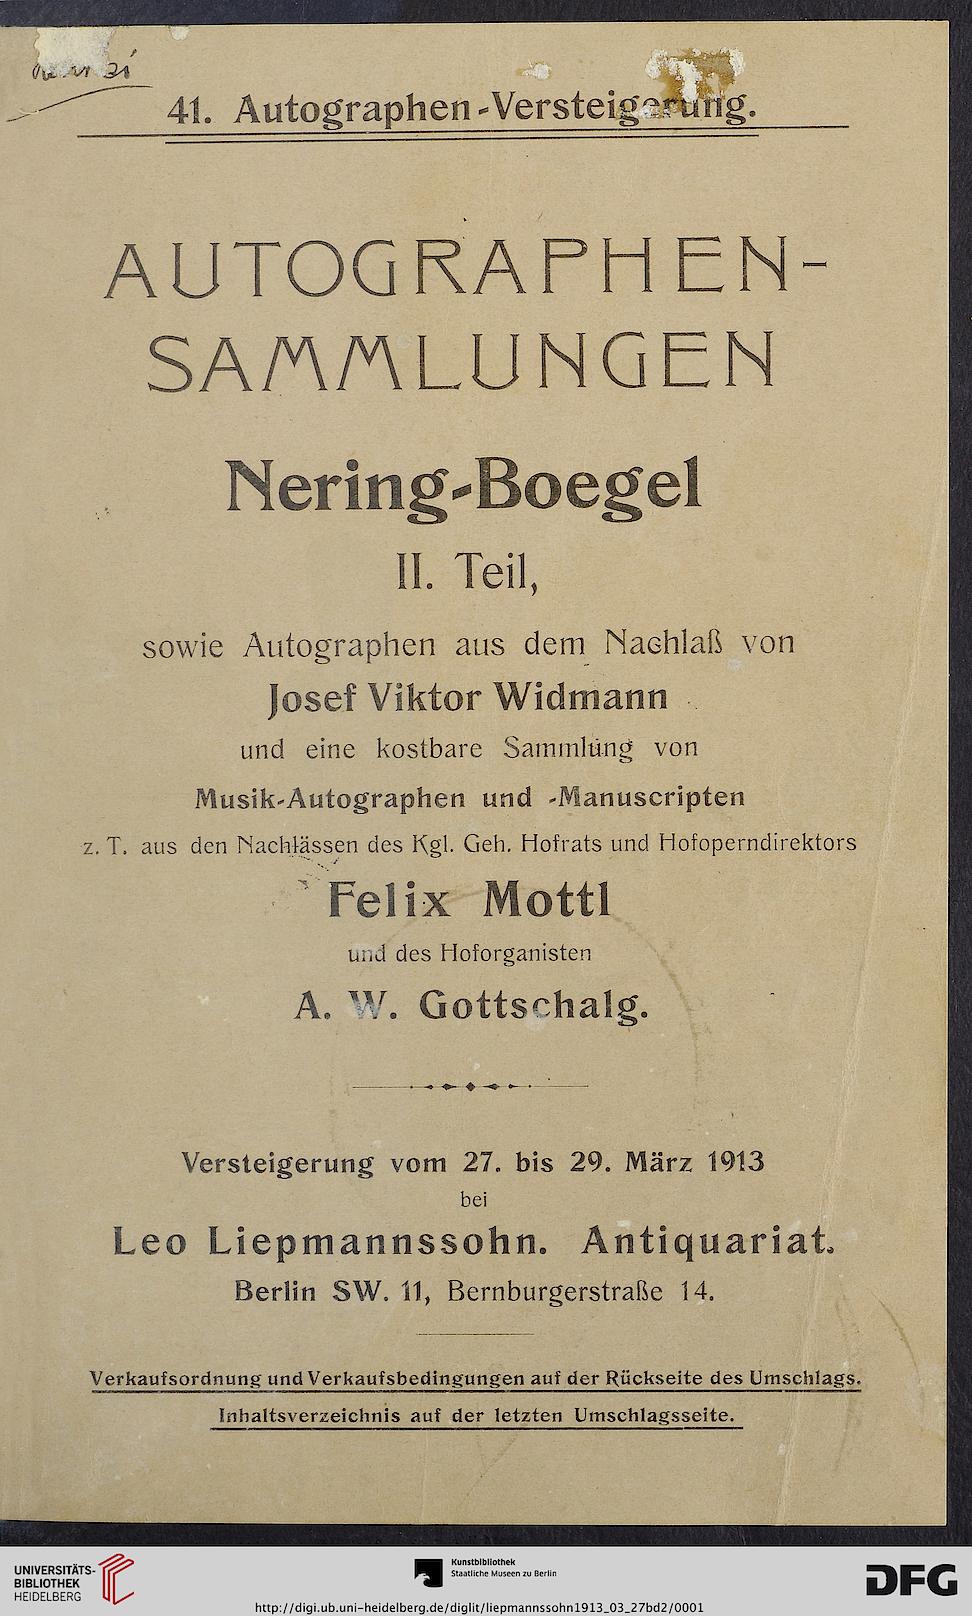 41. Autographen-Versteigerung.
AUTOGRAPHEN-
SAMMLUNGEN
Nering-Boegel
II. Teil,
sowie Autographen aus dem Nachlaß von
Josef Viktor Widmann
und eine kostbare Sammlung von
Musik-Autographen und -Manuscripten
z. T. aus den Nachlässen des Kgl. Geh. Hofrats und Hofoperndirektors
Felix Mottl
und des Hoforganisten
A. W. Gottschalg.
Versteigerung vom 27. bis 29. März 1913
bei
Leo Liepmannssohn. Antiquariat.
Berlin SW. 11, Bernburgerstraße 14.
Verkaufsordnung und Verkaufsbedingungen auf der Rückseite des Umschlags.
Inhaltsverzeichnis auf der letzten Umschlagsseite.
UNIVERSITÄTS-
BIBLIOTHEK
HEIDELBERG
Kunstbibliothek
Staatliche Museen zu Berlin
DFG
http://digi.ub.uni-heidelberg.de/diglit/liepmannssohn1913_03_27bd2/0001